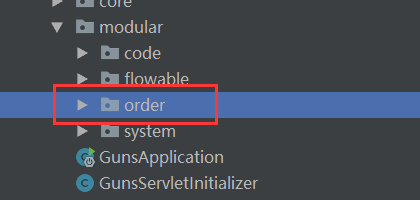 core
modular
code
flowable
order
system
GunsApplication
GunsServletInitializer